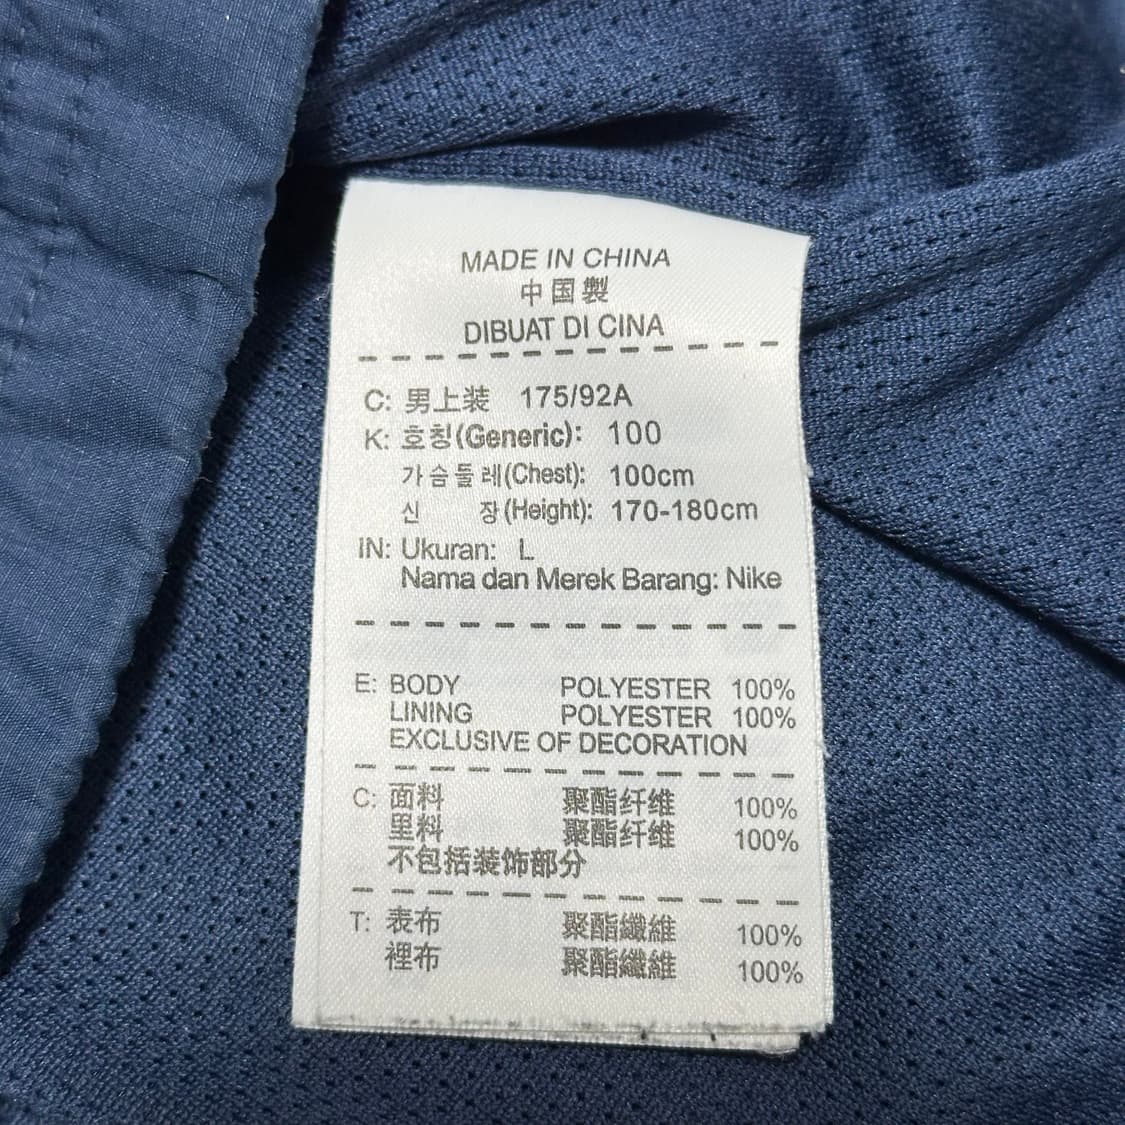 MADE IN CHINA
中国製
DIBUAT DI CINA
C: 男上装 175/92A
K: 호칭(Generic): 100
가슴둘레(Chest): 100cm
신 장(Height): 170-180cm
IN: Ukuran: L
Nama dan Merek Barang: Nike
E: BODY POLYESTER 100%
LINING POLYESTER 100%
EXCLUSIVE OF DECORATION
C: 面料 聚酯纤维 100%
里料 聚酯纤维 100%
不包括装饰部分
T: 表布 聚酯纖維 100%
裡布 聚酯纖維 100%